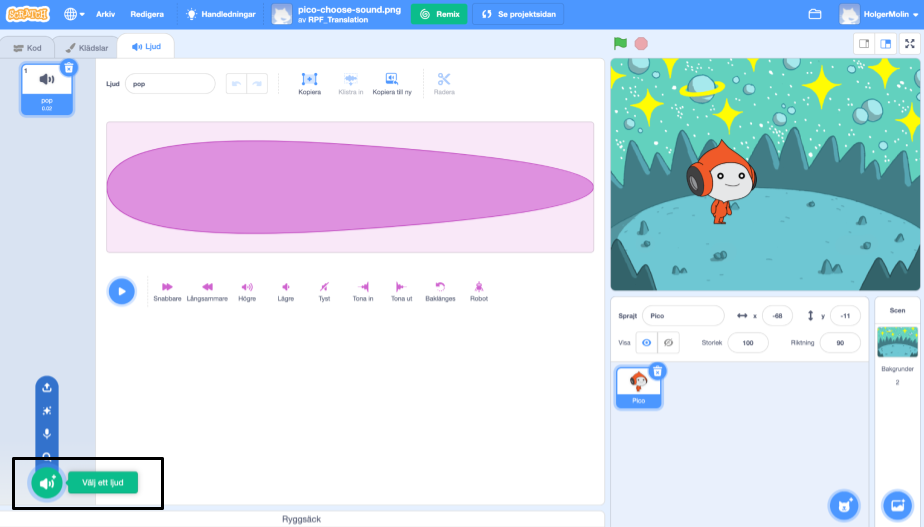 SCRATCH
Arkiv
Redigera
Handledningar
pico-choose-sound.png
av RPF_Translation
Remix
Se projektsidan
HolgerMolin
Kod
Klädslar
Ljud
1
pop
0.02
Ljud
pop
Kopiera
Klistra in
Kopiera till ny
Radera
Snabbare
Långsammare
Högre
Lägre
Tyst
Tona in
Tona ut
Baklänges
Robot
Välj ett ljud
Ryggsäck
Sprajt
Pico
x
-68
y
-11
Visa
Storlek
100
Riktning
90
Pico
Scen
Bakgrunder
2